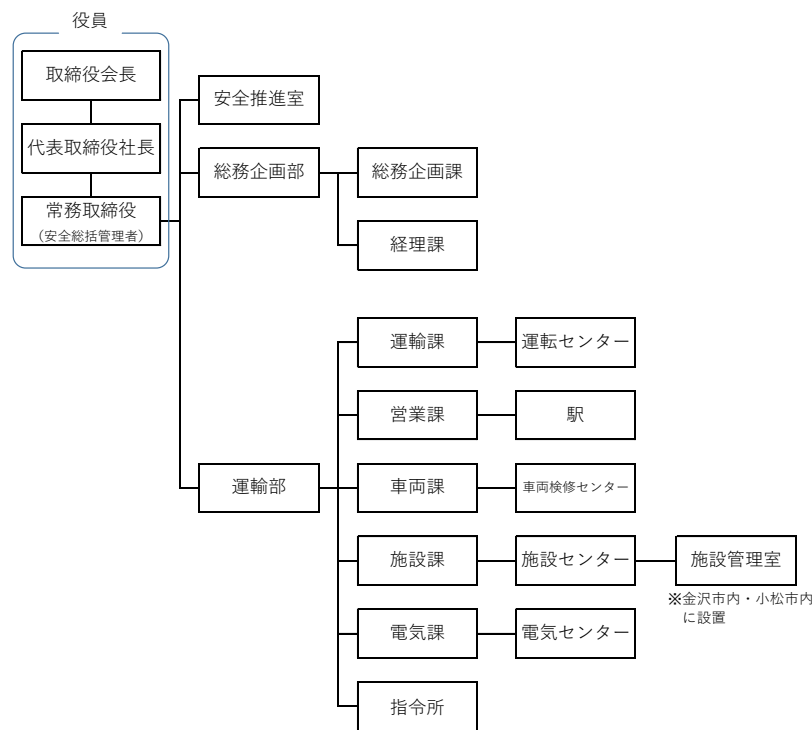 役員
取締役会長
代表取締役社長
常務取締役
(安全総括管理者)
安全推進室
総務企画部
総務企画課
経理課
運輸部
運輸課
運転センター
営業課
駅
車両課
車両検修センター
施設課
施設センター
施設管理室
※金沢市内・小松市内
に設置
電気課
電気センター
指令所